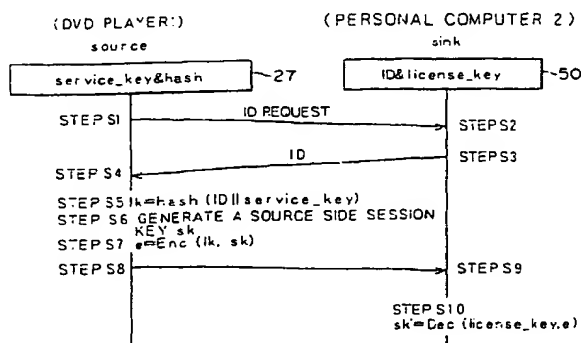 (DVD PLAYER:) (PERSONAL COMPUTER 2)
source sink
service_key&hash 27 ID&license_key 50
STEP S1 ID REQUEST STEP S2
STEP S4 ID STEP S3
STEP S5 lk=hash (ID||service_key)
STEP S6 GENERATE A SOURCE SIDE SESSION
KEY sk
STEP S7 e=Enc (lk, sk)
STEP S8 STEP S9
STEP S10
sk'=Dec (license_key,e)